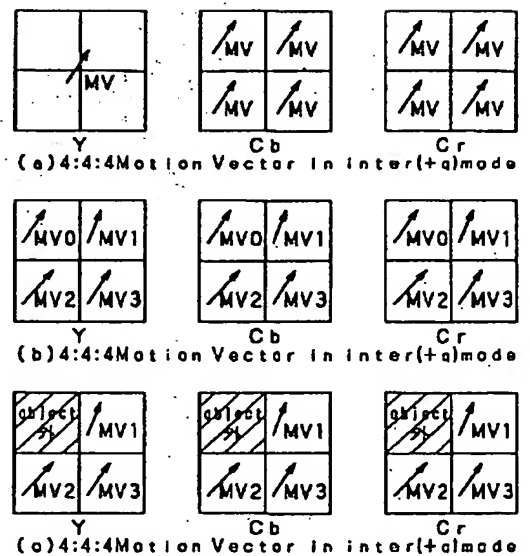 MV MV MV MV MV
MV MV MV MV
Y Cb Cr
(a)4:4:4Motion Vector in inter(+q)mode
MV0 MV1 MV0 MV1 MV0 MV1
MV2 MV3 MV2 MV3 MV2 MV3
Y Cb Cr
(b)4:4:4Motion Vector in inter(+q)mode
object object object
外 MV1 外 MV1 外 MV1
MV2 MV3 MV2 MV3 MV2 MV3
Y Cb Cr
(c)4:4:4Motion Vector in inter(+q)mode